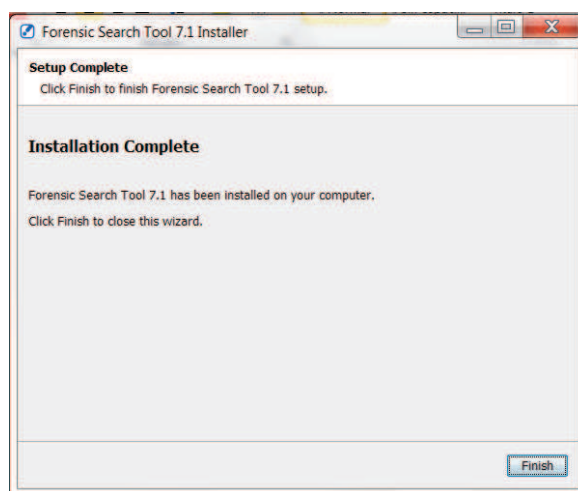 Forensic Search Tool 7.1 Installer
Setup Complete
Click Finish to finish Forensic Search Tool 7.1 setup.
Installation Complete
Forensic Search Tool 7.1 has been installed on your computer.
Click Finish to close this wizard.
Finish